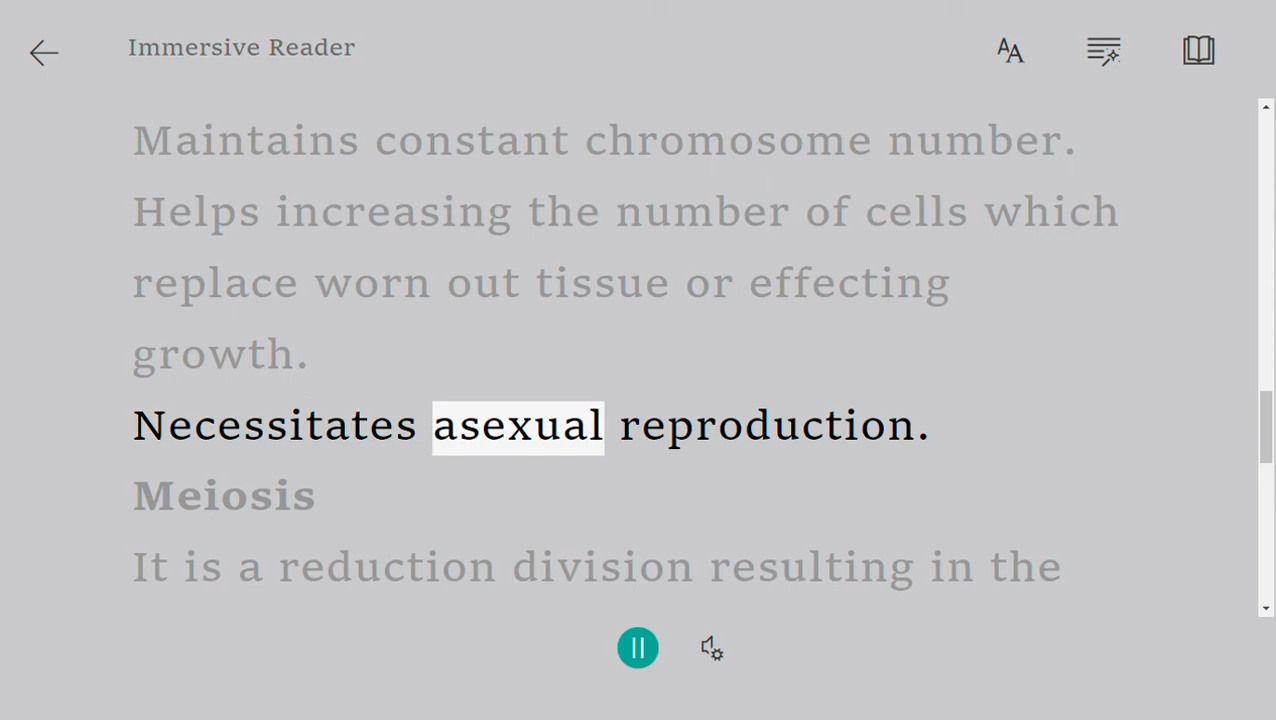 Immersive Reader
Maintains constant chromosome number.
Helps increasing the number of cells which
replace worn out tissue or effecting
growth.
Necessitates asexual reproduction.
Meiosis
It is a reduction division resulting in the